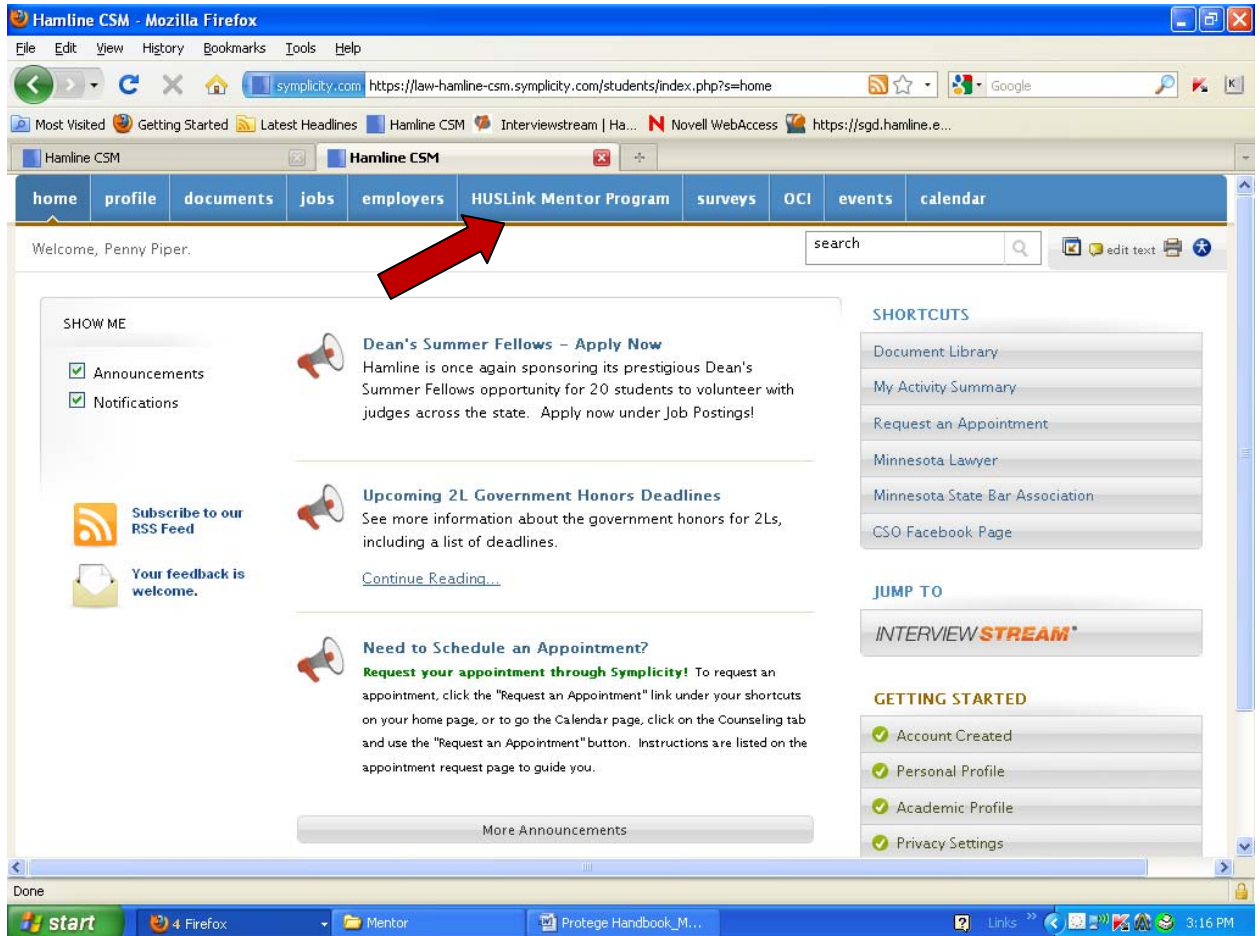 Hamline CSM - Mozilla Firefox
File Edit View History Bookmarks Tools Help
symplicity.com https://law-hamline-csm.symplicity.com/students/index.php?s=home Google K
Most Visited Getting Started Latest Headlines Hamline CSM Interviewstream | Ha... N Novell WebAccess https://sgd.hamline.e...
Hamline CSM Hamline CSM
home profile documents jobs employers HUSLink Mentor Program surveys OCI events calendar
Welcome, Penny Piper. search edit text
SHOW ME
Announcements
Notifications
Subscribe to our
RSS Feed
Your feedback is
welcome.
Dean's Summer Fellows – Apply Now
Hamline is once again sponsoring its prestigious Dean's
Summer Fellows opportunity for 20 students to volunteer with
judges across the state. Apply now under Job Postings!
Upcoming 2L Government Honors Deadlines
See more information about the government honors for 2Ls,
including a list of deadlines.
Continue Reading...
Need to Schedule an Appointment?
Request your appointment through Symplicity! To request an
appointment, click the "Request an Appointment" link under your shortcuts
on your home page, or to go the Calendar page, click on the Counseling tab
and use the "Request an Appointment" button. Instructions are listed on the
appointment request page to guide you.
More Announcements
SHORTCUTS
Document Library
My Activity Summary
Request an Appointment
Minnesota Lawyer
Minnesota State Bar Association
CSO Facebook Page
JUMP TO
INTERVIEWSTREAM
GETTING STARTED
Account Created
Personal Profile
Academic Profile
Privacy Settings
Done
start 4 Firefox Mentor Protege Handbook_M... Links 3:16 PM